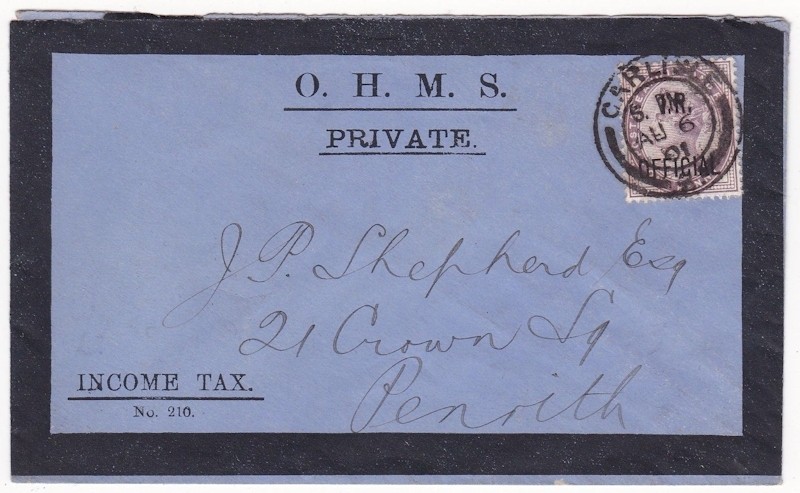 O. H. M. S.
PRIVATE.
CARLISLE
AU 6
01
I.R.
OFFICIAL
J. P. Shepherd Esq
21 Crown Sq
Penrith
INCOME TAX.
No. 210.